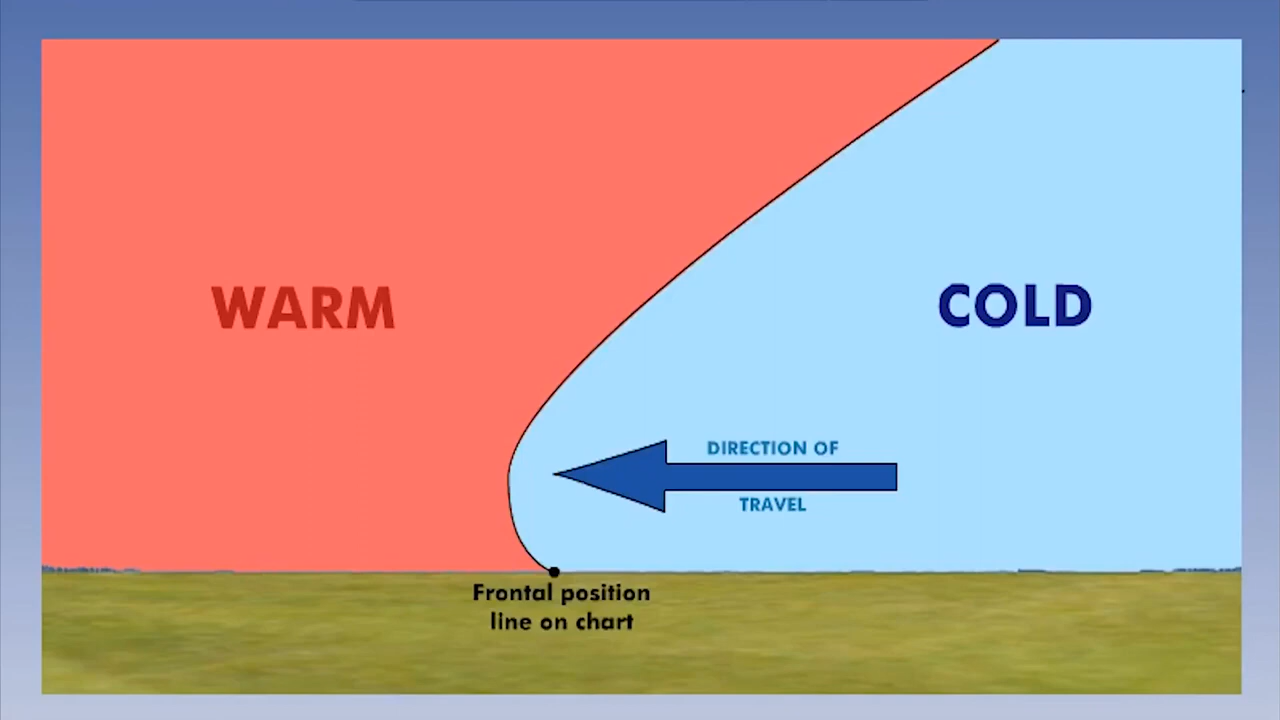 WARM
COLD
DIRECTION OF
TRAVEL
Frontal position
line on chart